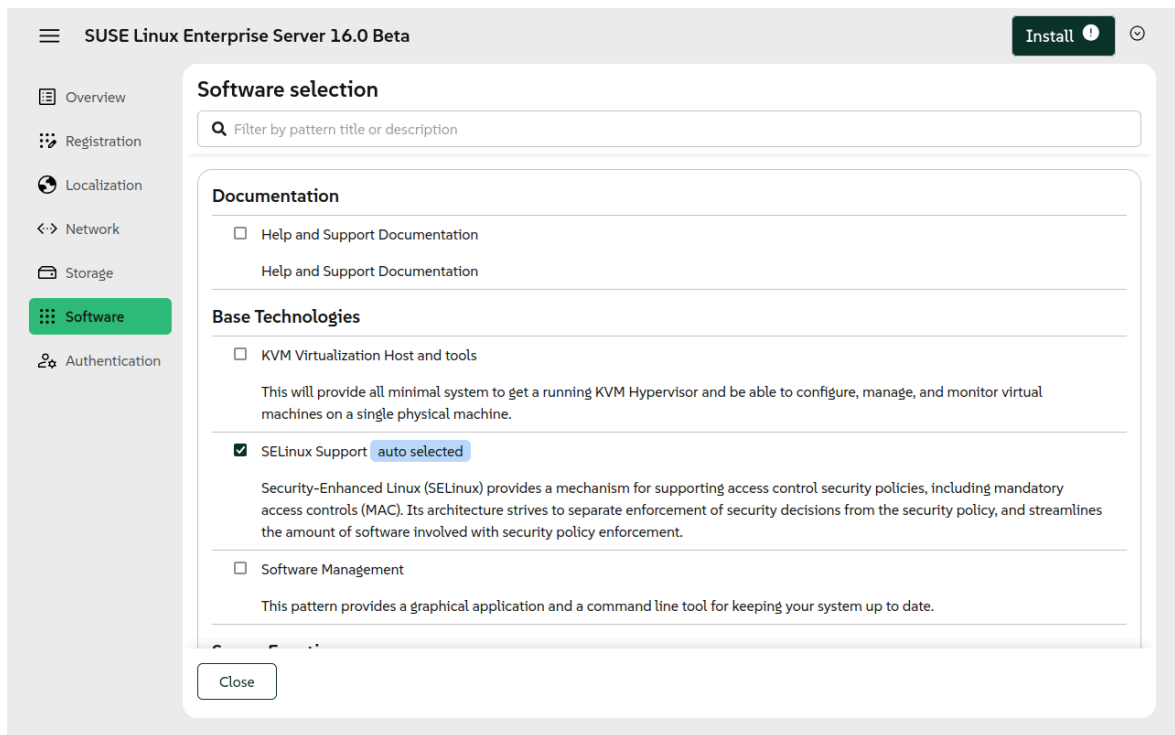 SUSE Linux Enterprise Server 16.0 Beta
Install
Overview
Registration
Localization
Network
Storage
Software
Authentication
Software selection
Filter by pattern title or description
Documentation
Help and Support Documentation
Help and Support Documentation
Base Technologies
KVM Virtualization Host and tools
This will provide all minimal system to get a running KVM Hypervisor and be able to configure, manage, and monitor virtual
machines on a single physical machine.
SELinux Support auto selected
Security-Enhanced Linux (SELinux) provides a mechanism for supporting access control security policies, including mandatory
access controls (MAC). Its architecture strives to separate enforcement of security decisions from the security policy, and streamlines
the amount of software involved with security policy enforcement.
Software Management
This pattern provides a graphical application and a command line tool for keeping your system up to date.
Close